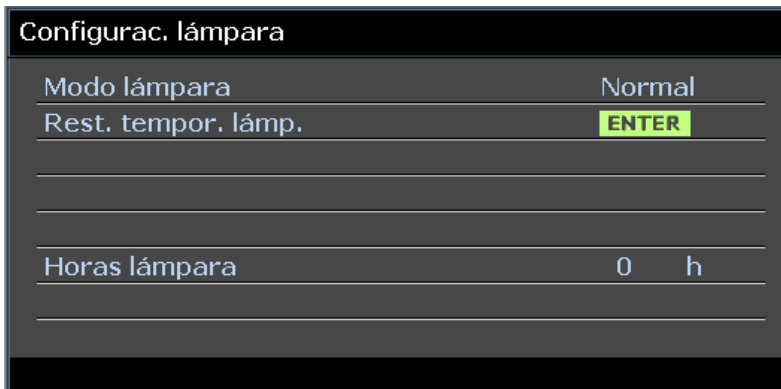 Configurac. lámpara
Modo lámpara Normal
Rest. tempor. lámp. ENTER
Horas lámpara 0 h